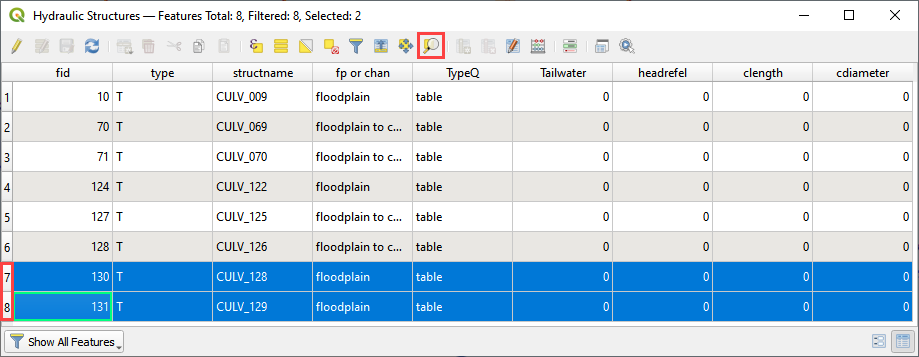 Hydraulic Structures — Features Total: 8, Filtered: 8, Selected: 2
fid type structname fp or chan TypeQ Tailwater headrefel clength cdiameter
1 10 T CULV_009 floodplain table 0 0 0 0
2 70 T CULV_069 floodplain to c... table 0 0 0 0
3 71 T CULV_070 floodplain to c... table 0 0 0 0
4 124 T CULV_122 floodplain table 0 0 0 0
5 127 T CULV_125 floodplain to c... table 0 0 0 0
6 128 T CULV_126 floodplain to c... table 0 0 0 0
7 130 T CULV_128 floodplain table 0 0 0 0
8 131 T CULV_129 floodplain table 0 0 0 0
Show All Features